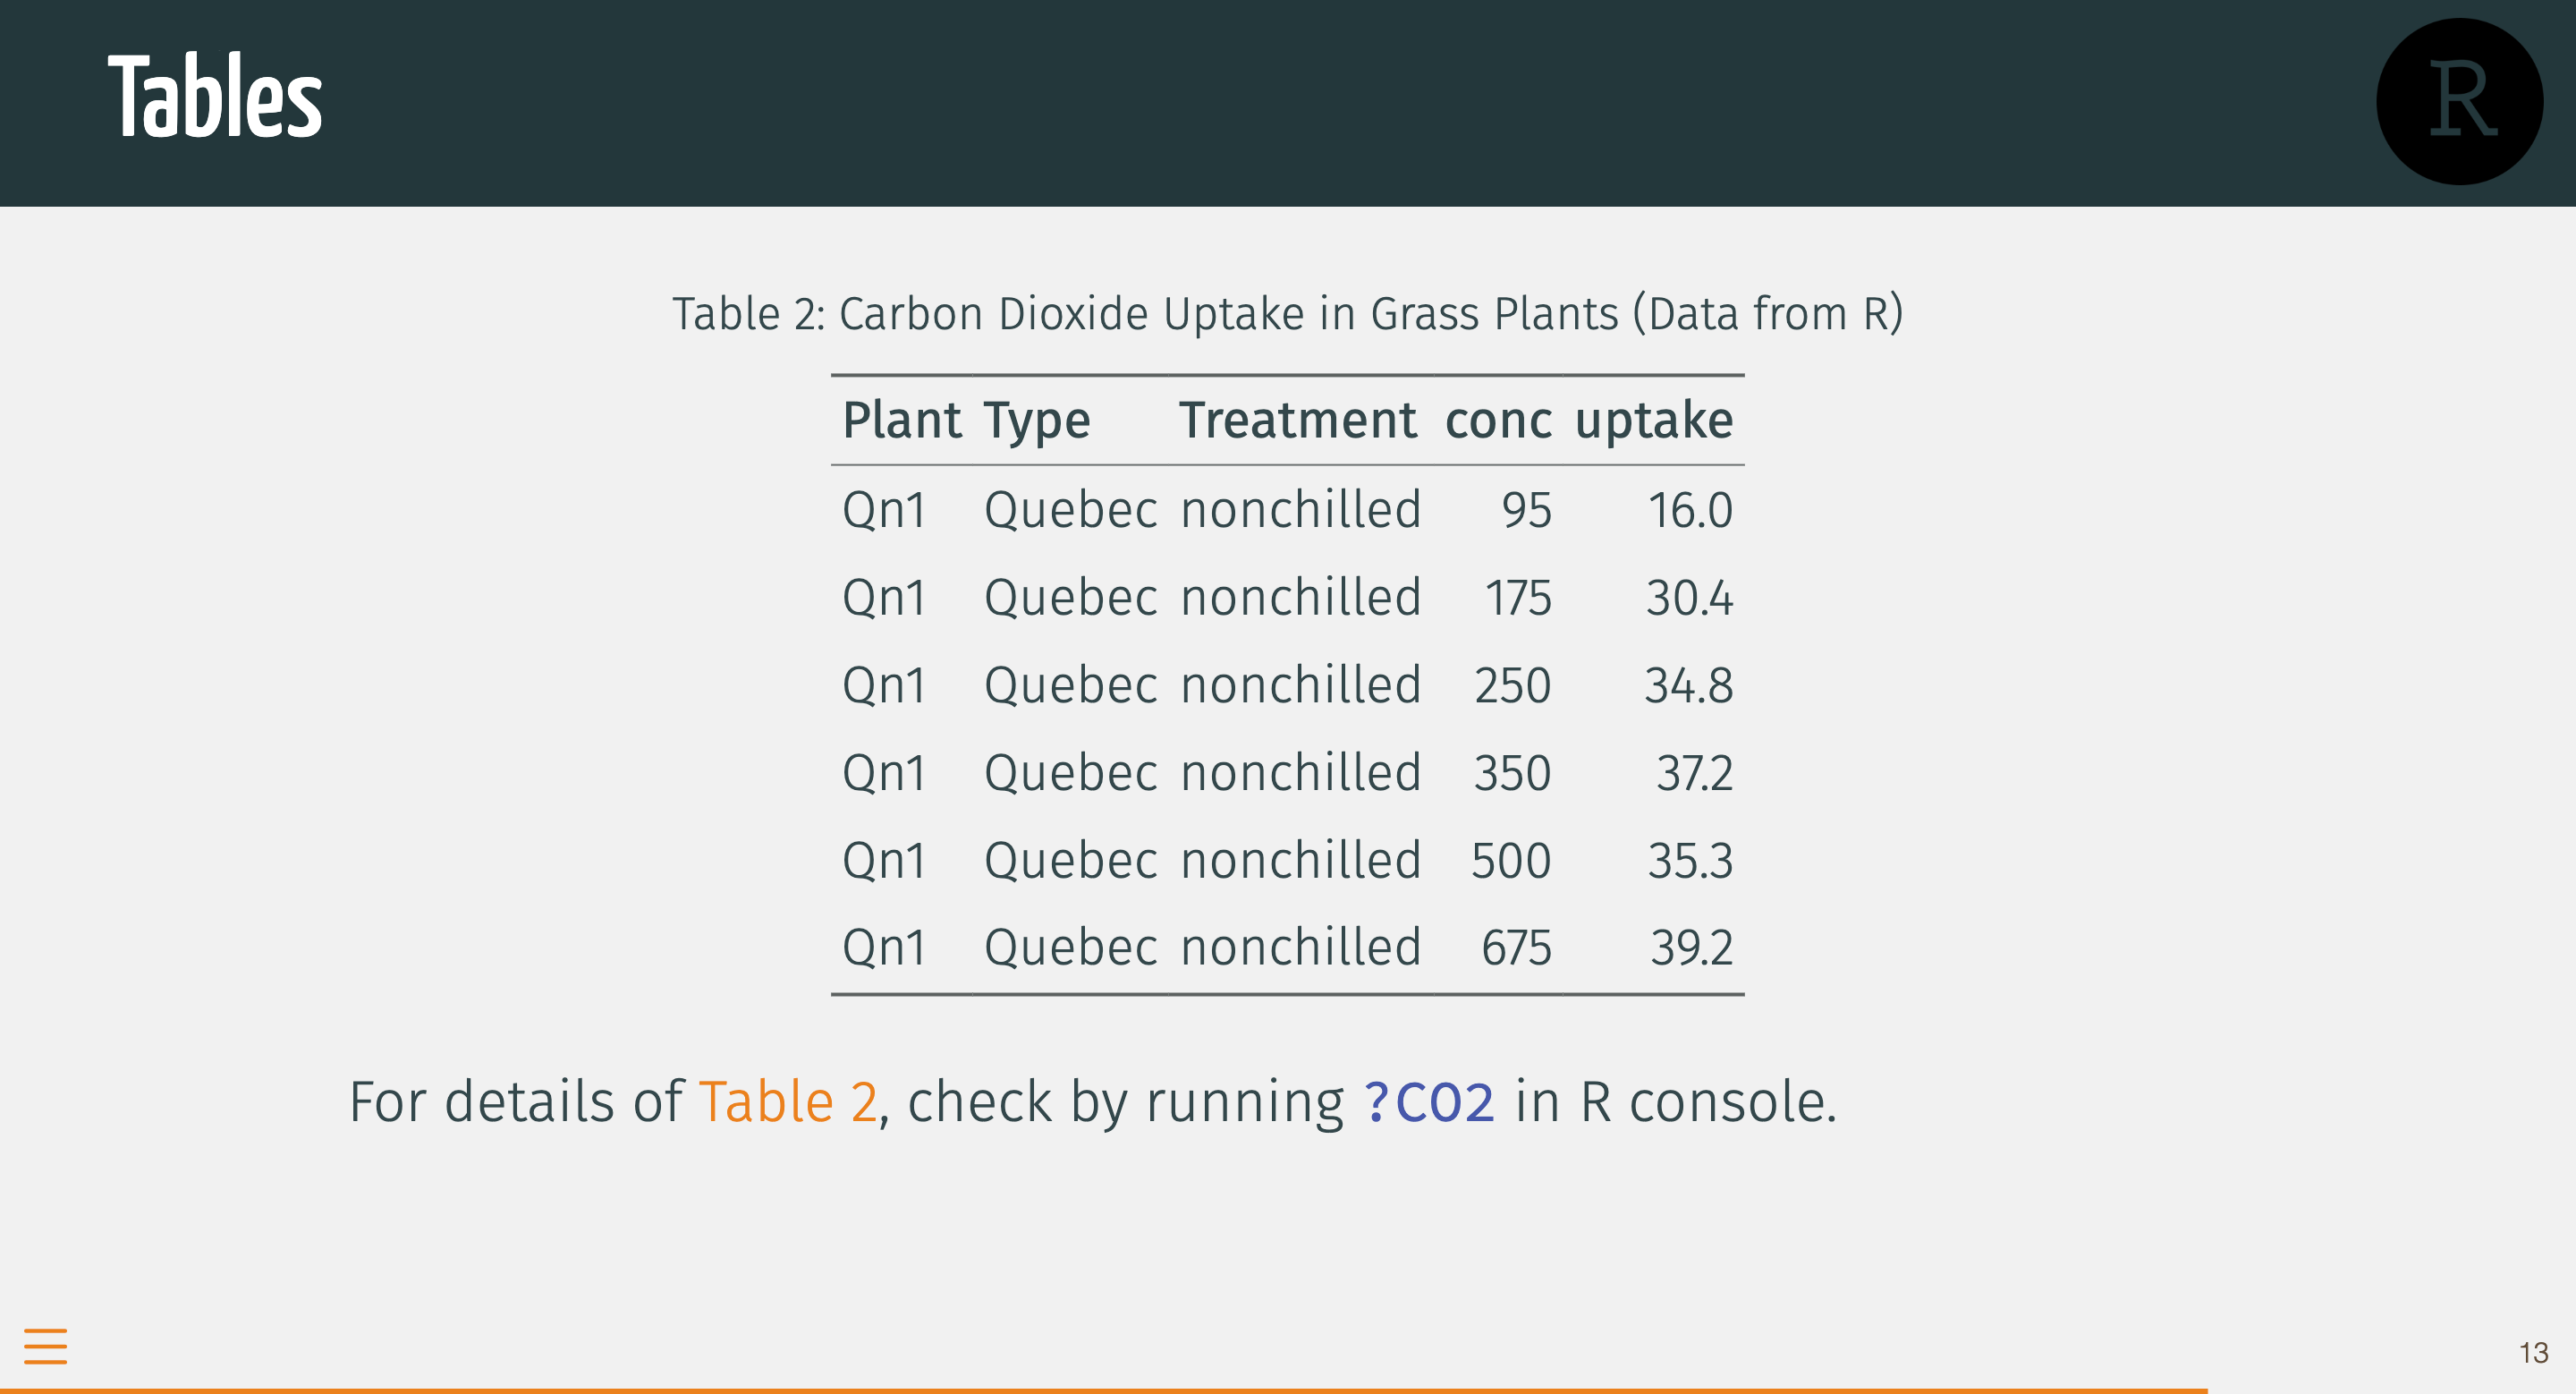 Tables
R
Table 2: Carbon Dioxide Uptake in Grass Plants (Data from R)
Plant Type Treatment conc uptake
Qn1 Quebec nonchilled 95 16.0
Qn1 Quebec nonchilled 175 30.4
Qn1 Quebec nonchilled 250 34.8
Qn1 Quebec nonchilled 350 37.2
Qn1 Quebec nonchilled 500 35.3
Qn1 Quebec nonchilled 675 39.2
For details of Table 2, check by running ?CO2 in R console.
13